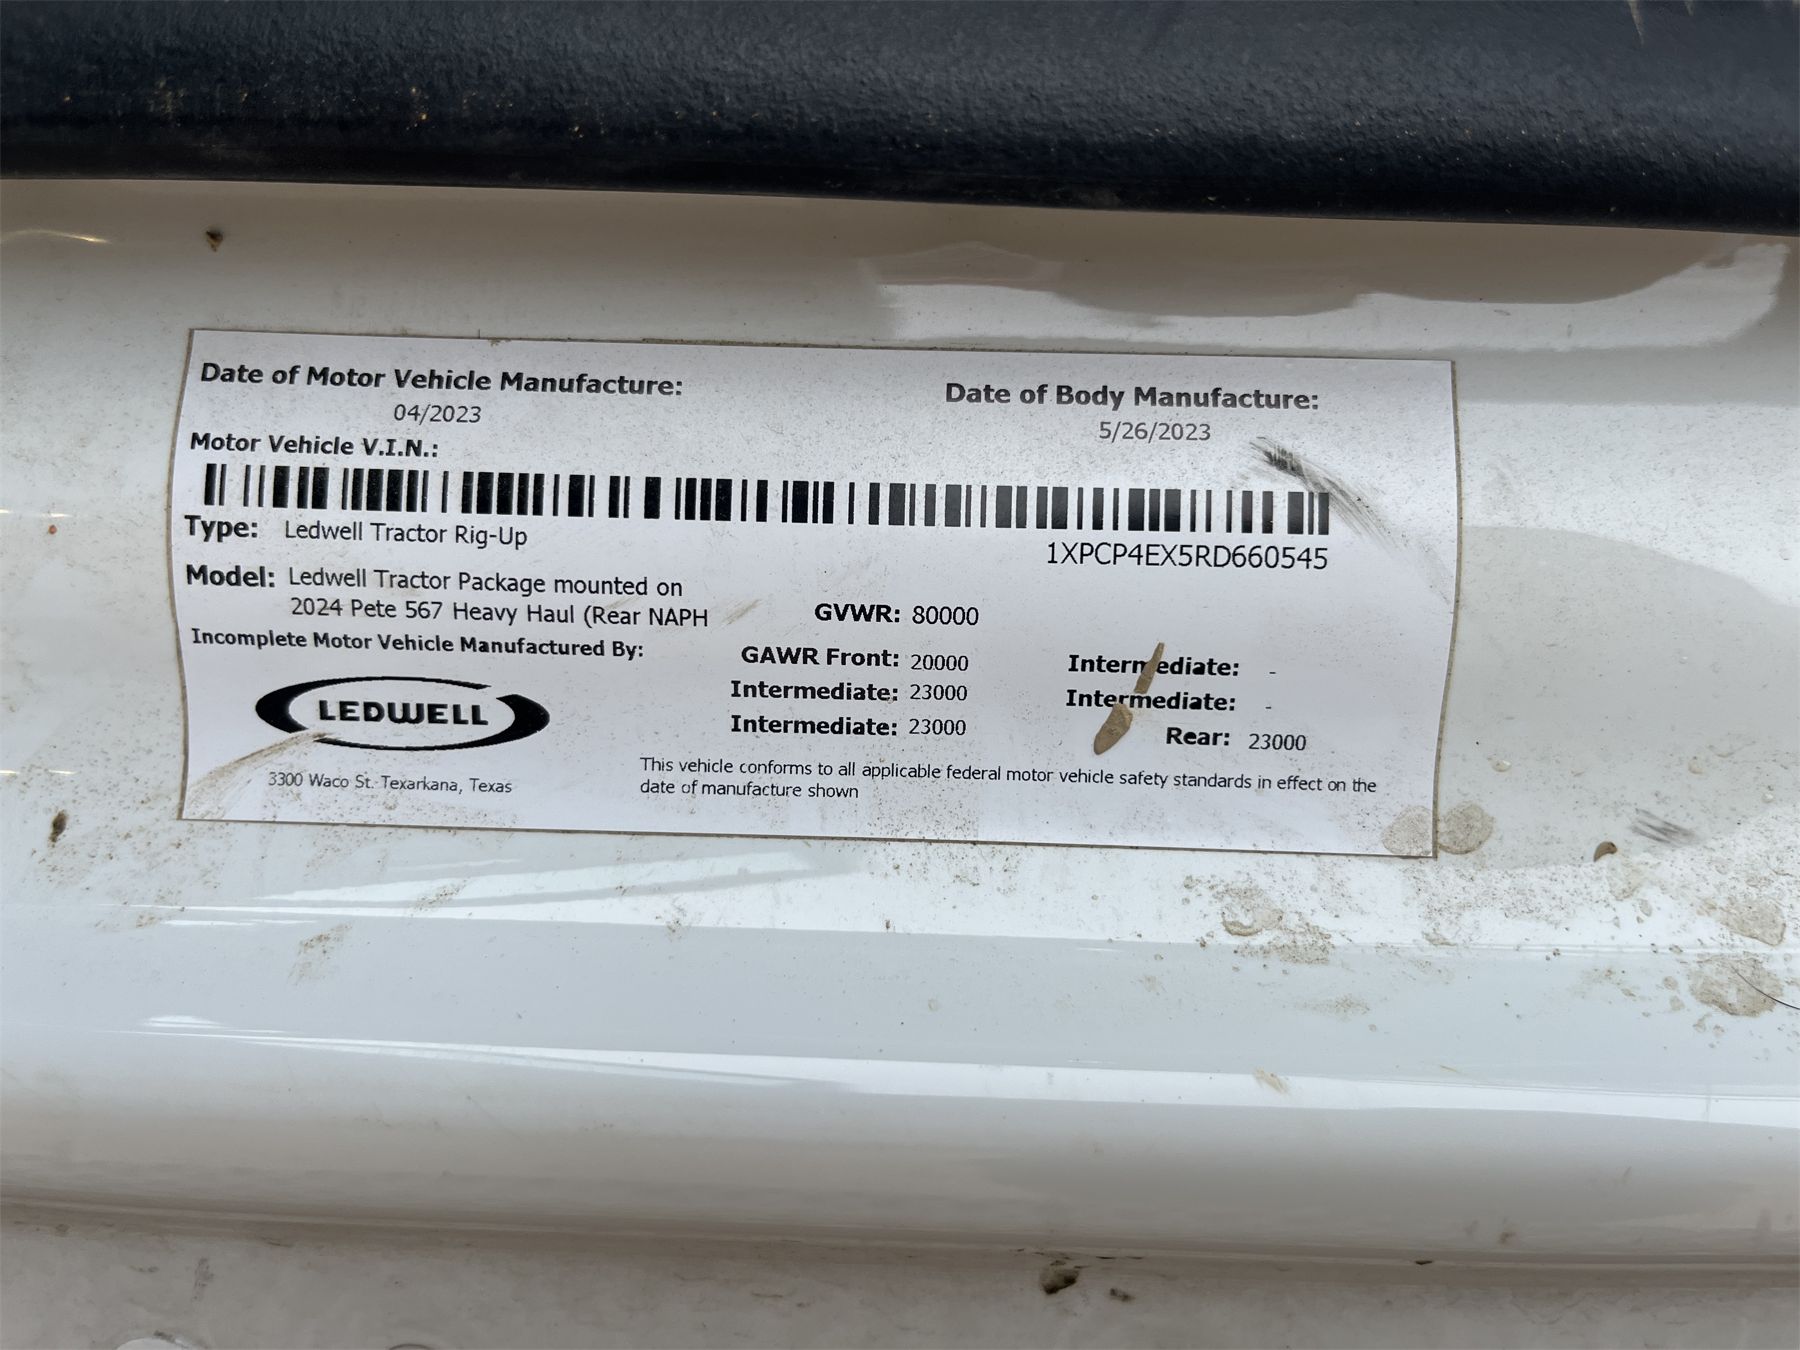 Date of Motor Vehicle Manufacture:
04/2023
Date of Body Manufacture:
5/26/2023
Motor Vehicle V.I.N.:
1XPCP4EX5RD660545
Type: Ledwell Tractor Rig-Up
Model: Ledwell Tractor Package mounted on
2024 Pete 567 Heavy Haul (Rear NAPH
GVWR: 80000
Incomplete Motor Vehicle Manufactured By:
LEDWELL
3300 Waco St. Texarkana, Texas
GAWR Front: 20000
Intermediate: 23000
Intermediate: 23000
Intermediate: -
Intermediate: -
Rear: 23000
This vehicle conforms to all applicable federal motor vehicle safety standards in effect on the
date of manufacture shown